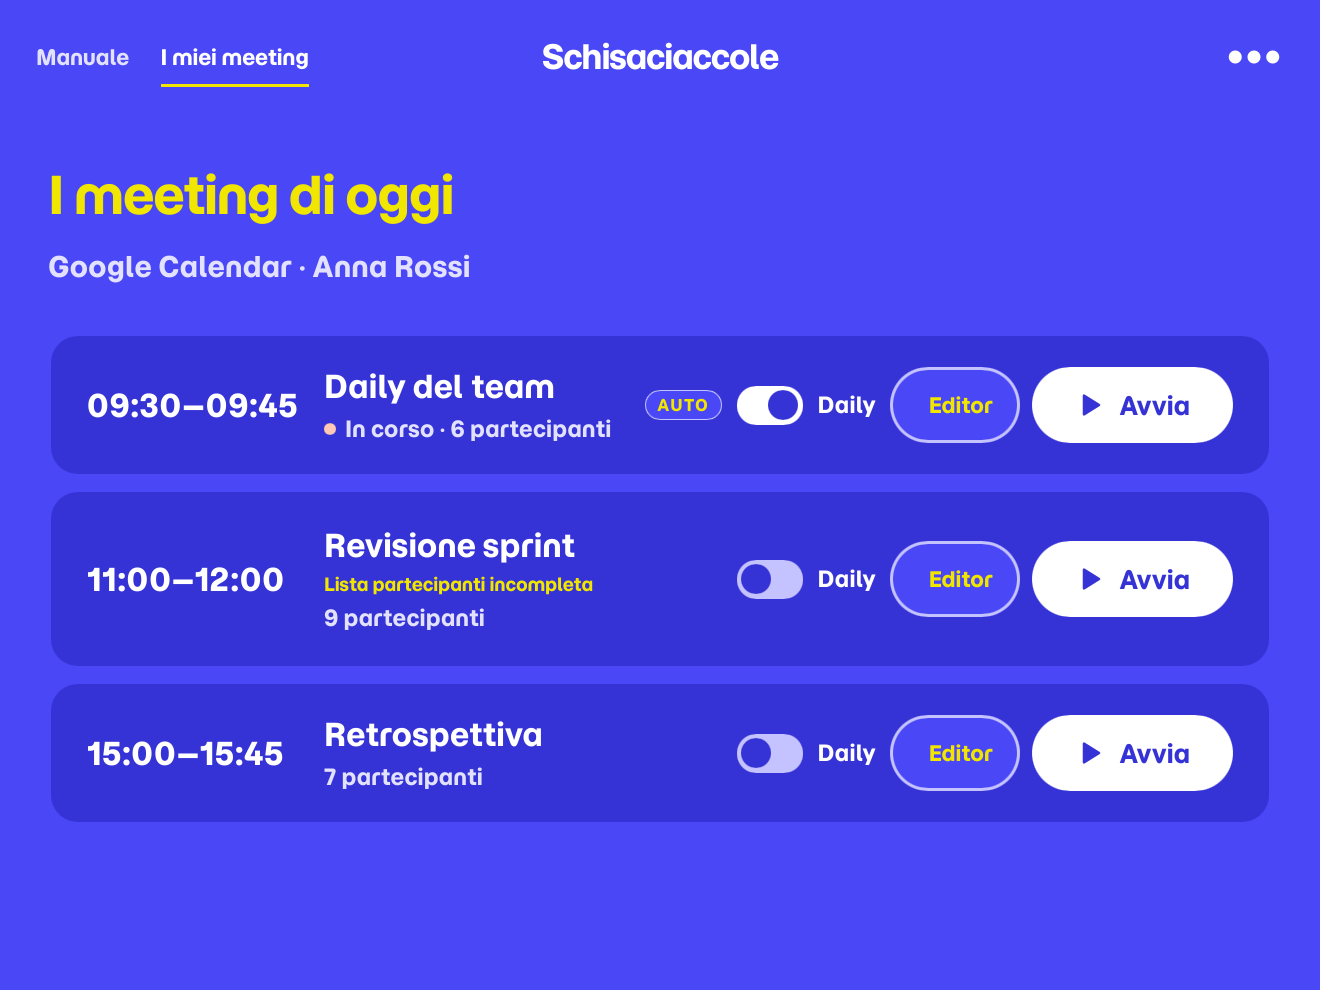 Manuale
I miei meeting
Schisaciaccole
I meeting di oggi
Google Calendar · Anna Rossi
09:30–09:45
Daily del team
In corso · 6 partecipanti
AUTO
Daily
Editor
Avvia
11:00–12:00
Revisione sprint
Lista partecipanti incompleta
9 partecipanti
Daily
Editor
Avvia
15:00–15:45
Retrospettiva
7 partecipanti
Daily
Editor
Avvia